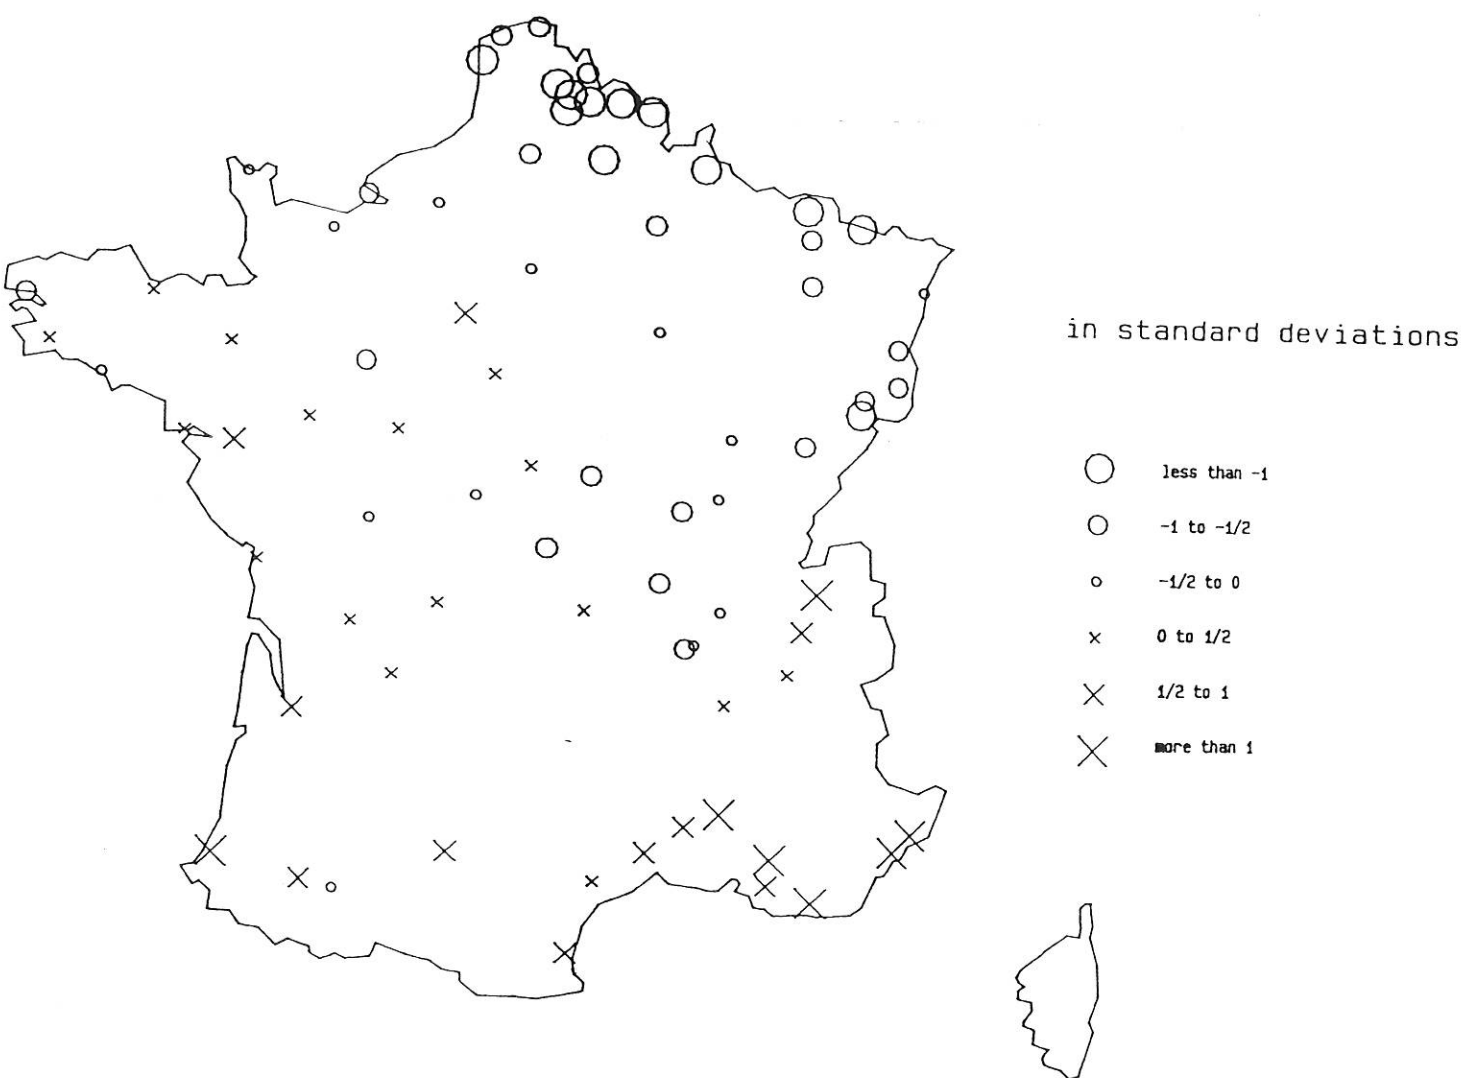 in standard deviations
less than -1
-1 to -1/2
-1/2 to 0
0 to 1/2
1/2 to 1
more than 1